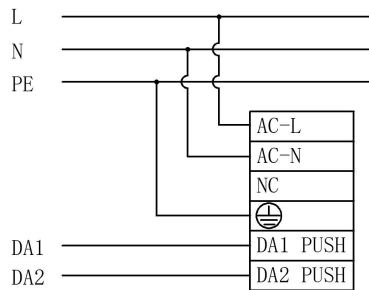 L
N
PE
AC-L
AC-N
NC
DA1 DA1 PUSH
DA2 DA2 PUSH